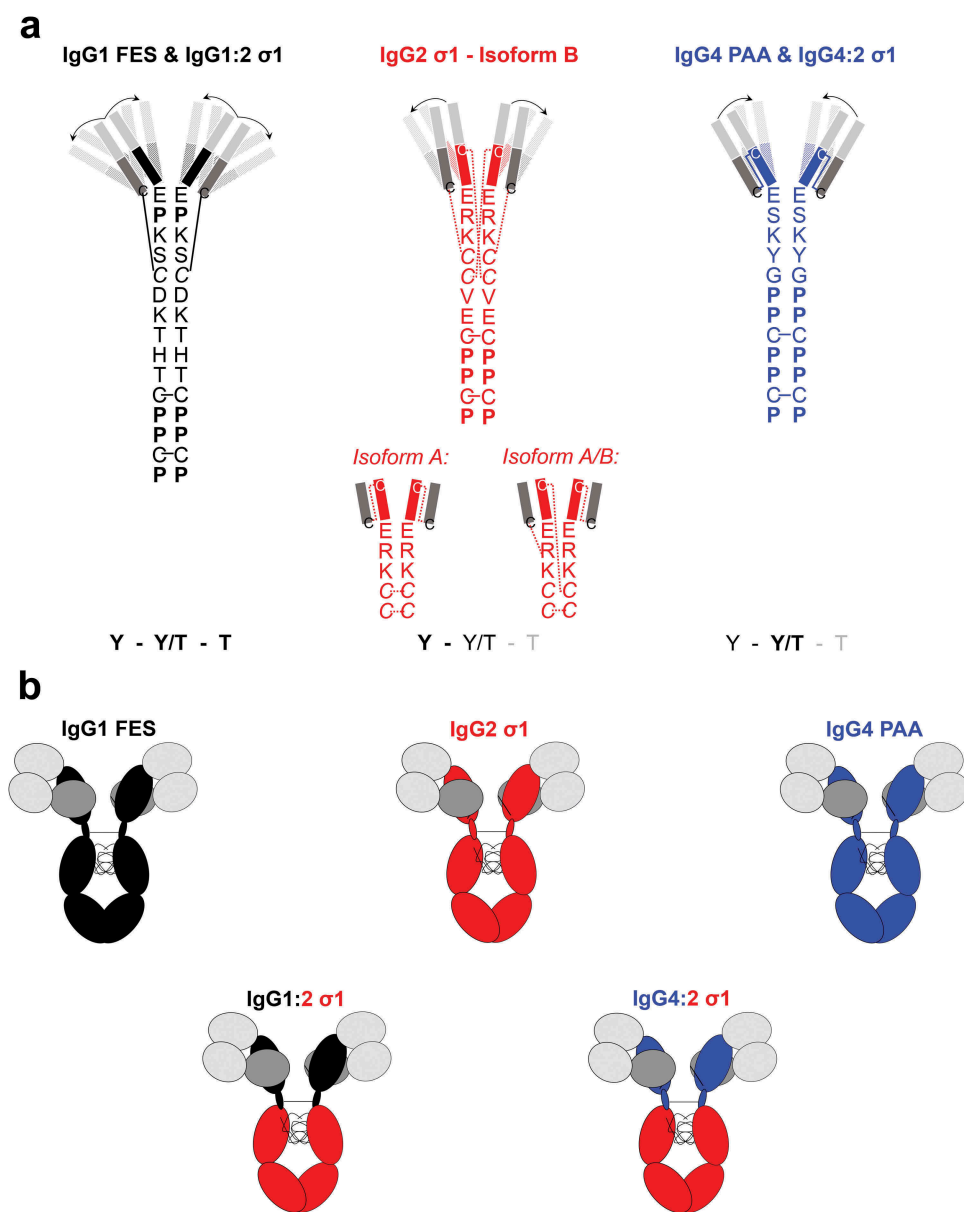 a
IgG1 FES & IgG1:2 σ1
C C
E E
P P
K K
S S
C C
D D
K K
T T
H H
T T
C-C
P P
P P
C-C
P P
Y - Y/T - T
IgG2 σ1 - Isoform B
C C
C C
E E
R R
K K
C C
C C
V V
E E
C-C
P P
P P
C-C
P P
Isoform A:
C C
C C
E E
R R
K K
C C
C C
Isoform A/B:
C C
C C
E E
R R
K K
C C
C C
Y - Y/T - T
IgG4 PAA & IgG4:2 σ1
C C
C C
E E
S S
K K
Y Y
G G
P P
P P
C-C
P P
P P
C-C
P P
Y - Y/T - T
b
IgG1 FES
IgG2 σ1
IgG4 PAA
IgG1:2 σ1
IgG4:2 σ1